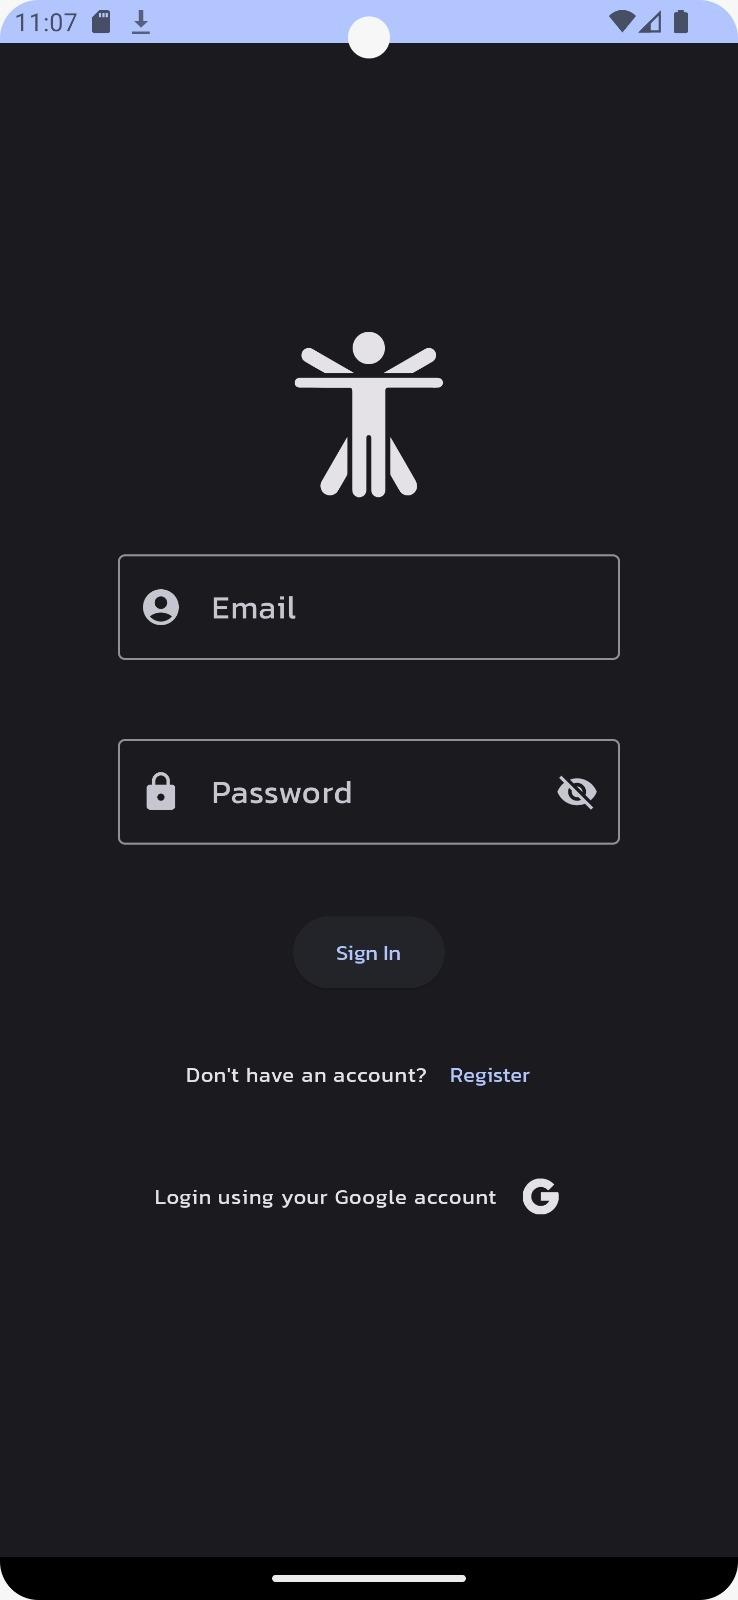 11:07
Email
Password
Sign In
Don't have an account? Register
Login using your Google account